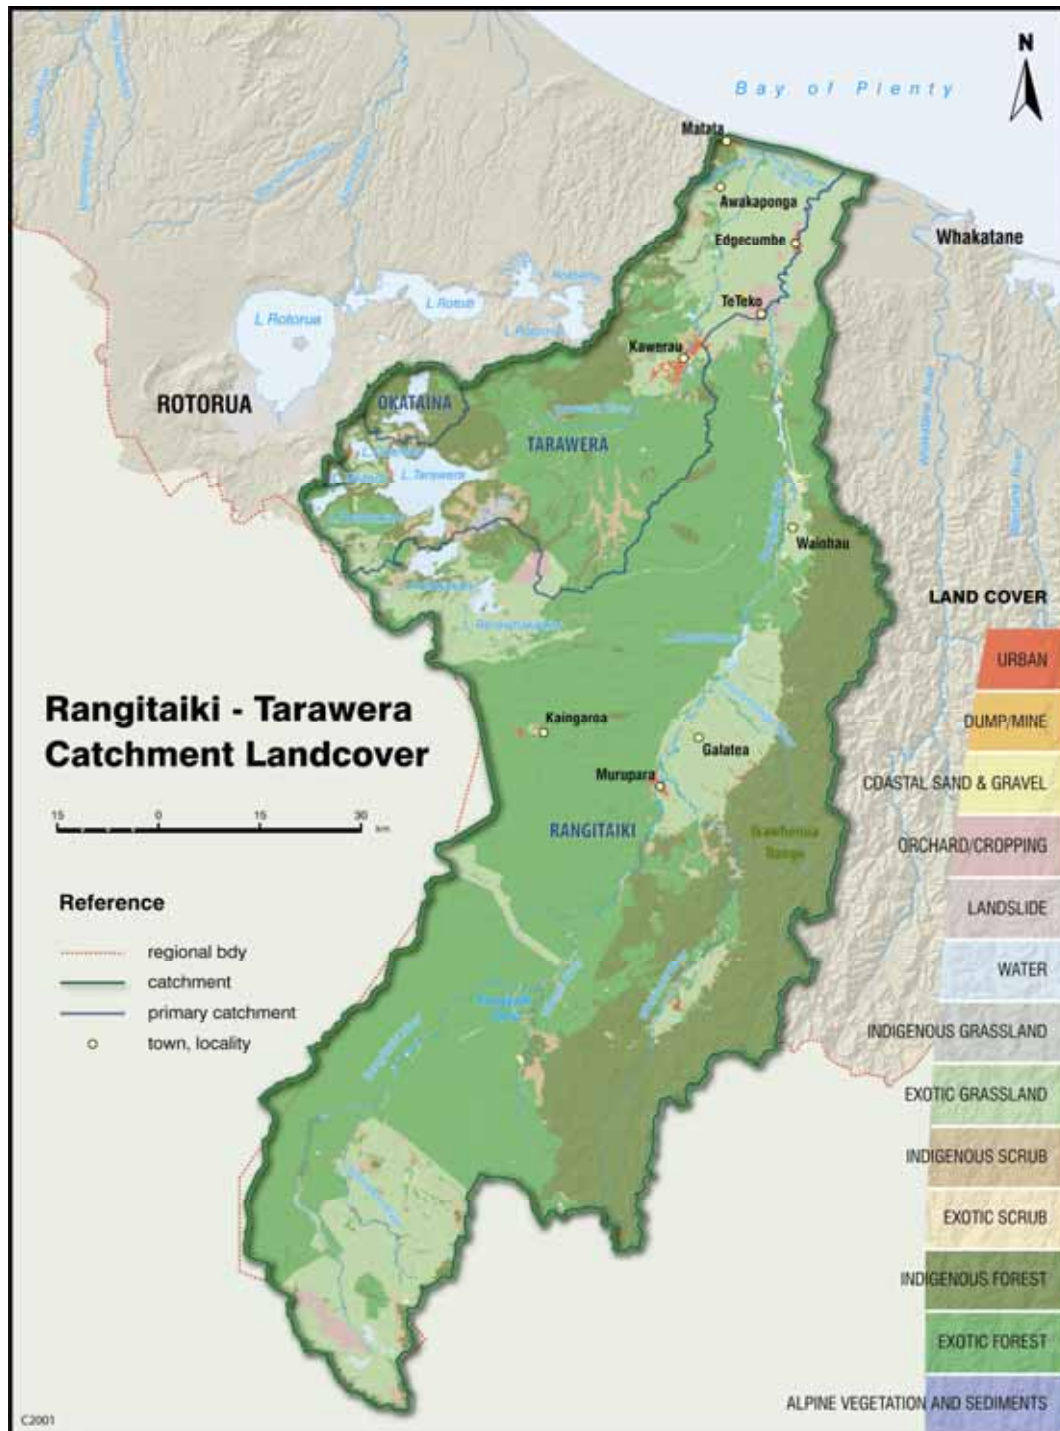 N
Bay of Plenty
Matata
Awakaponga
Edgecumbe
Whakatane
TeTeko
L. Rotoiti
L. Rotorua
Kawerau
ROTORUA
OKATAINA
TARAWERA
L. Tarawera
Waiohau
LAND COVER
URBAN
Rangitaiki - Tarawera
Catchment Landcover
Kaingaroa
Galatea
DUMP/MINE
Murupara
COASTAL SAND & GRAVEL
15 0 15 30
km
RANGITAIKI
Ikawhenua
Range
ORCHARD/CROPPING
Reference
LANDSLIDE
regional bdy
WATER
catchment
primary catchment
INDIGENOUS GRASSLAND
town, locality
EXOTIC GRASSLAND
INDIGENOUS SCRUB
EXOTIC SCRUB
INDIGENOUS FOREST
EXOTIC FOREST
ALPINE VEGETATION AND SEDIMENTS
C2001